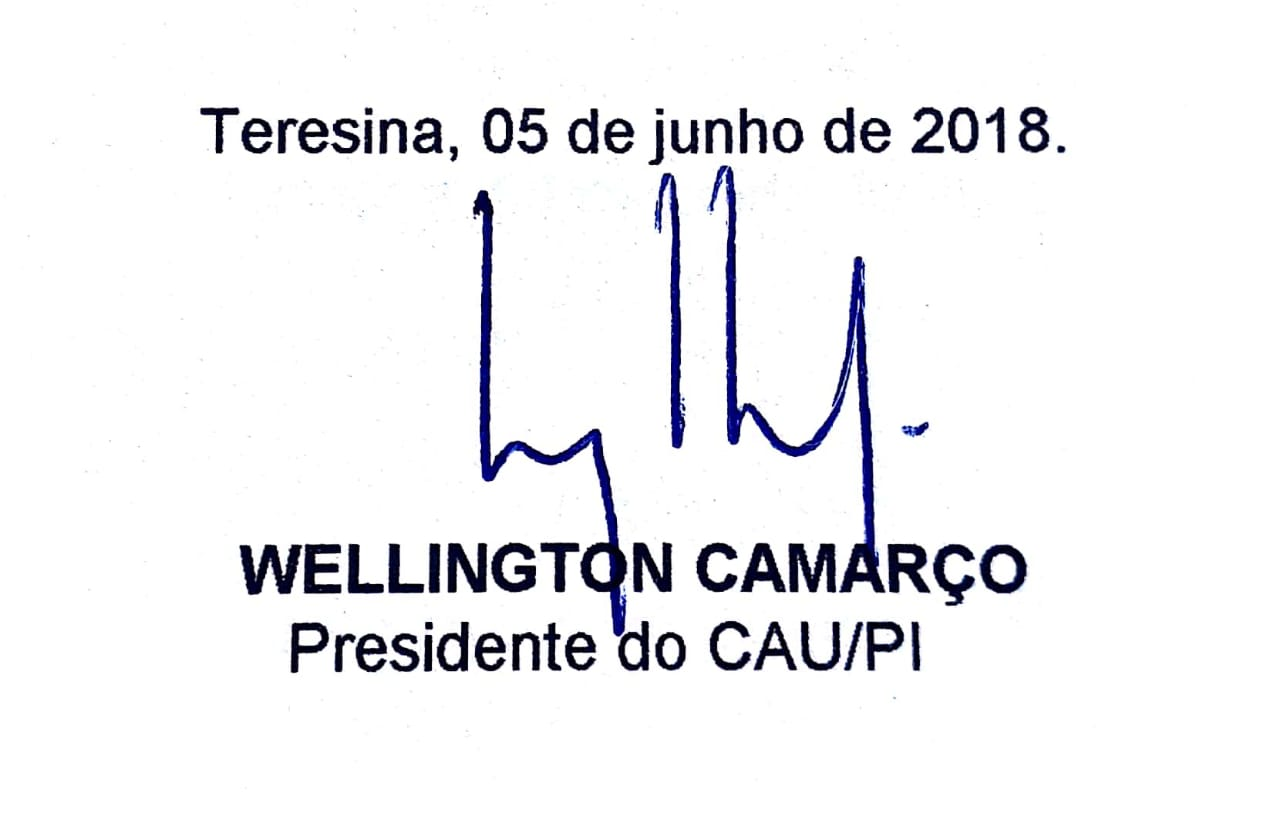 Teresina, 05 de junho de 2018.
WELLINGTON CAMARÇO
Presidente do CAU/PI